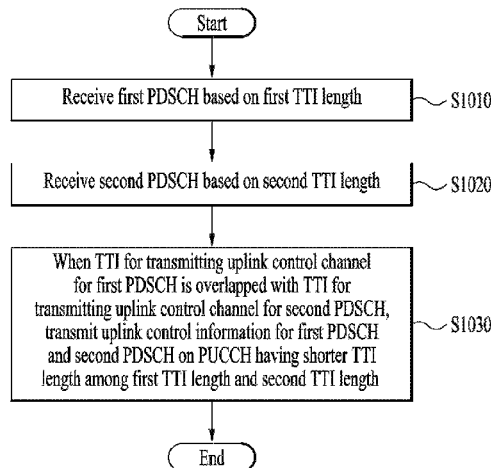 Start
Receive first PDSCH based on first TTI length
S1010
Receive second PDSCH based on second TTI length
S1020
When TTI for transmitting uplink control channel
for first PDSCH is overlapped with TTI for
transmitting uplink control channel for second PDSCH,
transmit uplink control information for first PDSCH
and second PDSCH on PUCCH having shorter TTI
length among first TTI length and second TTI length
S1030
End